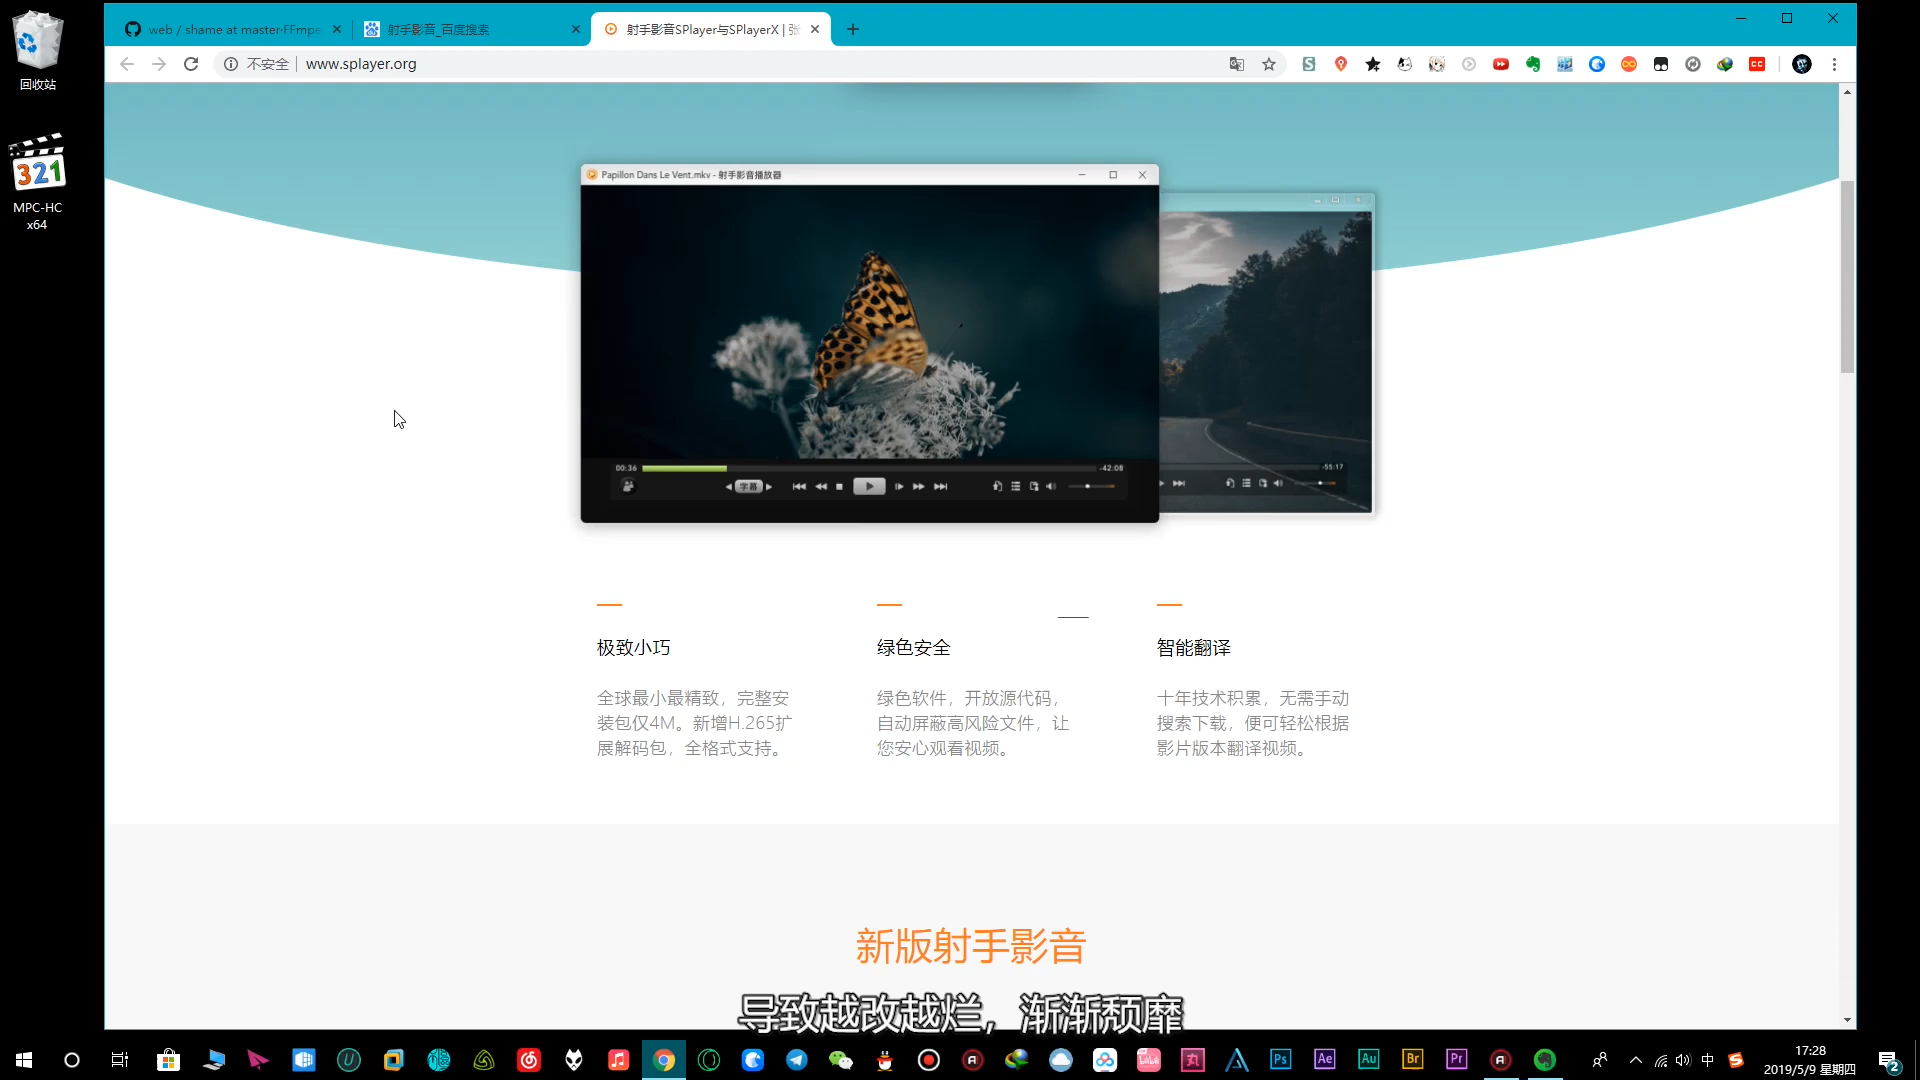 回收站
MPC-HC
x64
web / shame at master·FFmpe
射手影音_百度搜索
射手影音SPlayer与SPlayerX | 张
不安全
www.splayer.org
Papillon Dans Le Vent.mkv - 射手影音播放器
00:36
-42:08
字幕
-55:17
极致小巧
绿色安全
智能翻译
全球最小最精致，完整安
装包仅4M。新增H.265扩
展解码包，全格式支持。
绿色软件，开放源代码，
自动屏蔽高风险文件，让
您安心观看视频。
十年技术积累，无需手动
搜索下载，便可轻松根据
影片版本翻译视频。
新版射手影音
导致越改越烂，渐渐颓靡
Ps
Ae
Au
Br
Pr
中
17:28
2019/5/9 星期四
2